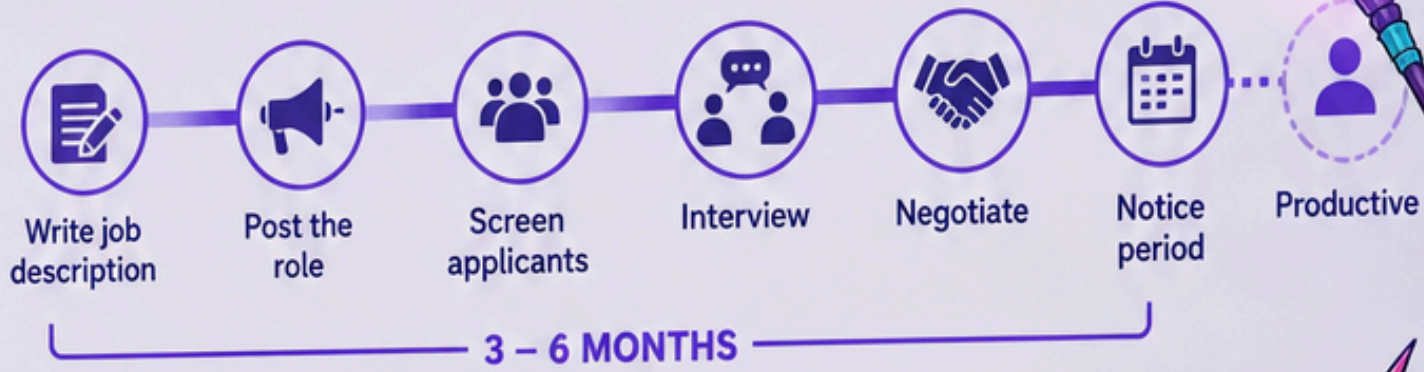 Write job
description
Post the
role
Screen
applicants
Interview
Negotiate
Notice
period
Productive
3 – 6 MONTHS